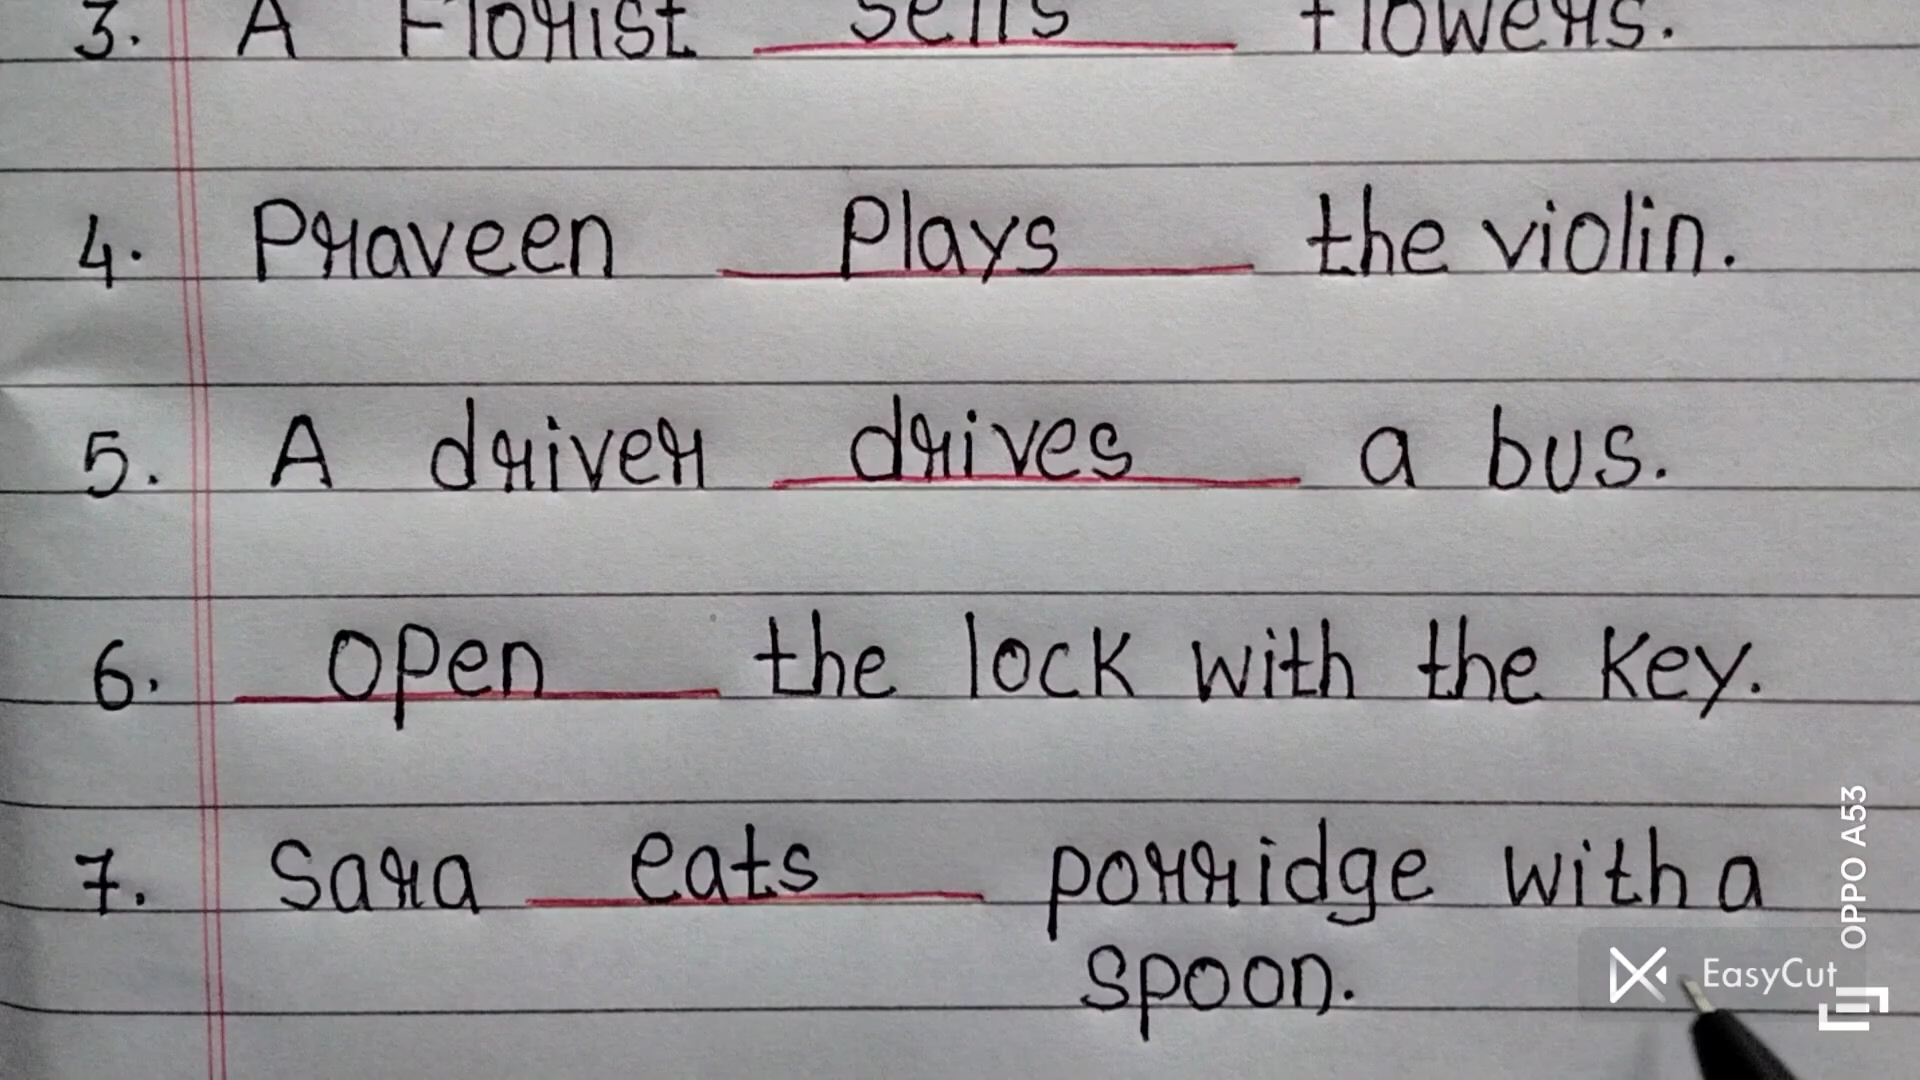 3. A Florist sells flowers.
4. Praveen Plays the violin.
5. A driver drives a bus.
6. open the lock with the key.
7. Sara eats porridge with a
spoon.
EasyCut
OPPO A53